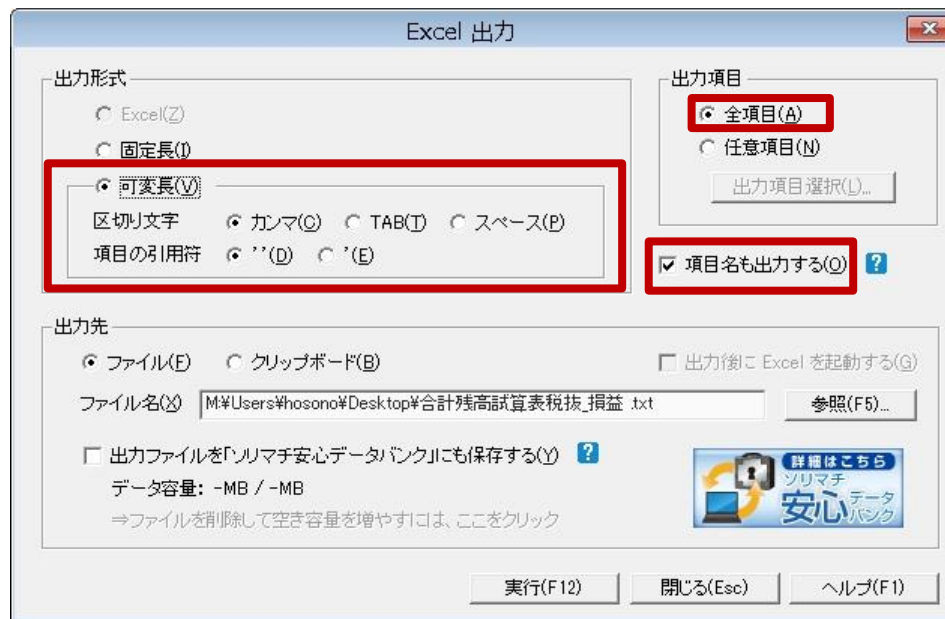 Excel 出力
出力形式
Excel(Z)
固定長(I)
可変長(V)
区切り文字 カンマ(C) TAB(T) スペース(P)
項目の引用符 ''(D) '(E)
出力項目
全項目(A)
任意項目(N)
出力項目選択(L)...
項目名も出力する(O) ?
出力先
ファイル(F) クリップボード(B) 出力後に Excel を起動する(G)
ファイル名(X) M:¥Users¥hosono¥Desktop¥合計残高試算表税抜_損益 .txt 参照(F5)...
出力ファイルを「ソリマチ安心データバンク」にも保存する(Y) ?
データ容量: -MB / -MB
⇒ファイルを削除して空き容量を増やすには、ここをクリック
詳細はこちら
ソリマチ
安心データバンク
実行(F12) 閉じる(Esc) ヘルプ(F1)